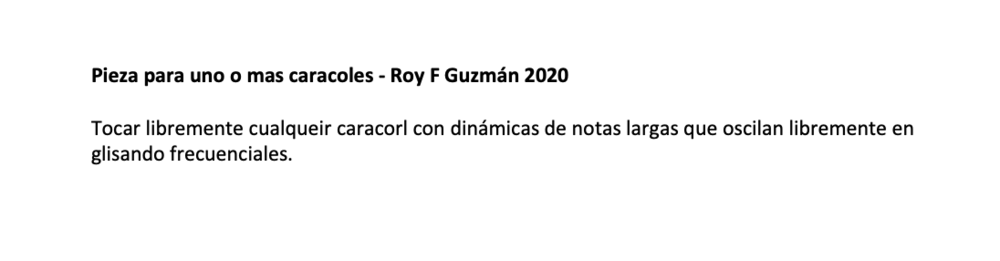 Pieza para uno o mas caracoles - Roy F Guzmán 2020
Tocar libremente cualqueir caracorl con dinámicas de notas largas que oscilan libremente en
glisando frecuenciales.